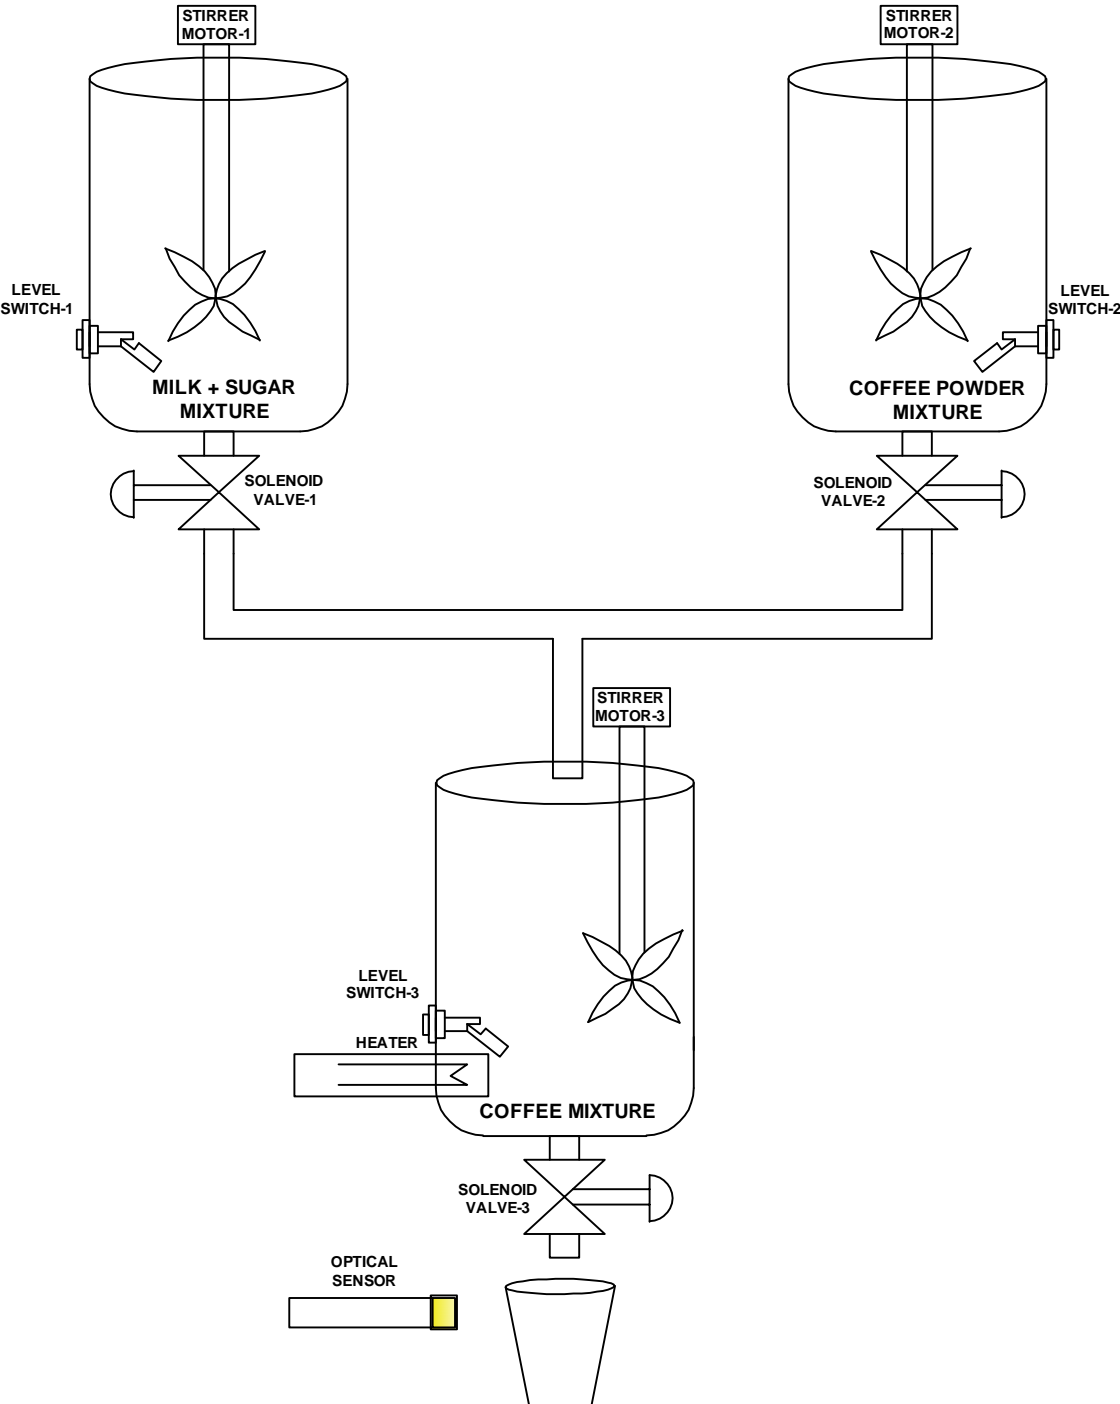 STIRRER
MOTOR-1
STIRRER
MOTOR-2
LEVEL
SWITCH-1
LEVEL
SWITCH-2
MILK + SUGAR
MIXTURE
COFFEE POWDER
MIXTURE
SOLENOID
VALVE-1
SOLENOID
VALVE-2
STIRRER
MOTOR-3
LEVEL
SWITCH-3
HEATER
COFFEE MIXTURE
SOLENOID
VALVE-3
OPTICAL
SENSOR